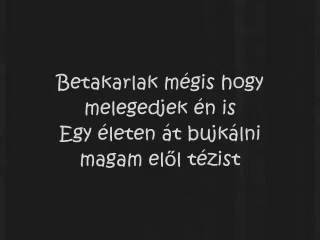 Betakarlak mégis hogy
melegedjek én is
Egy életen át bujkálni
magam elől tézist